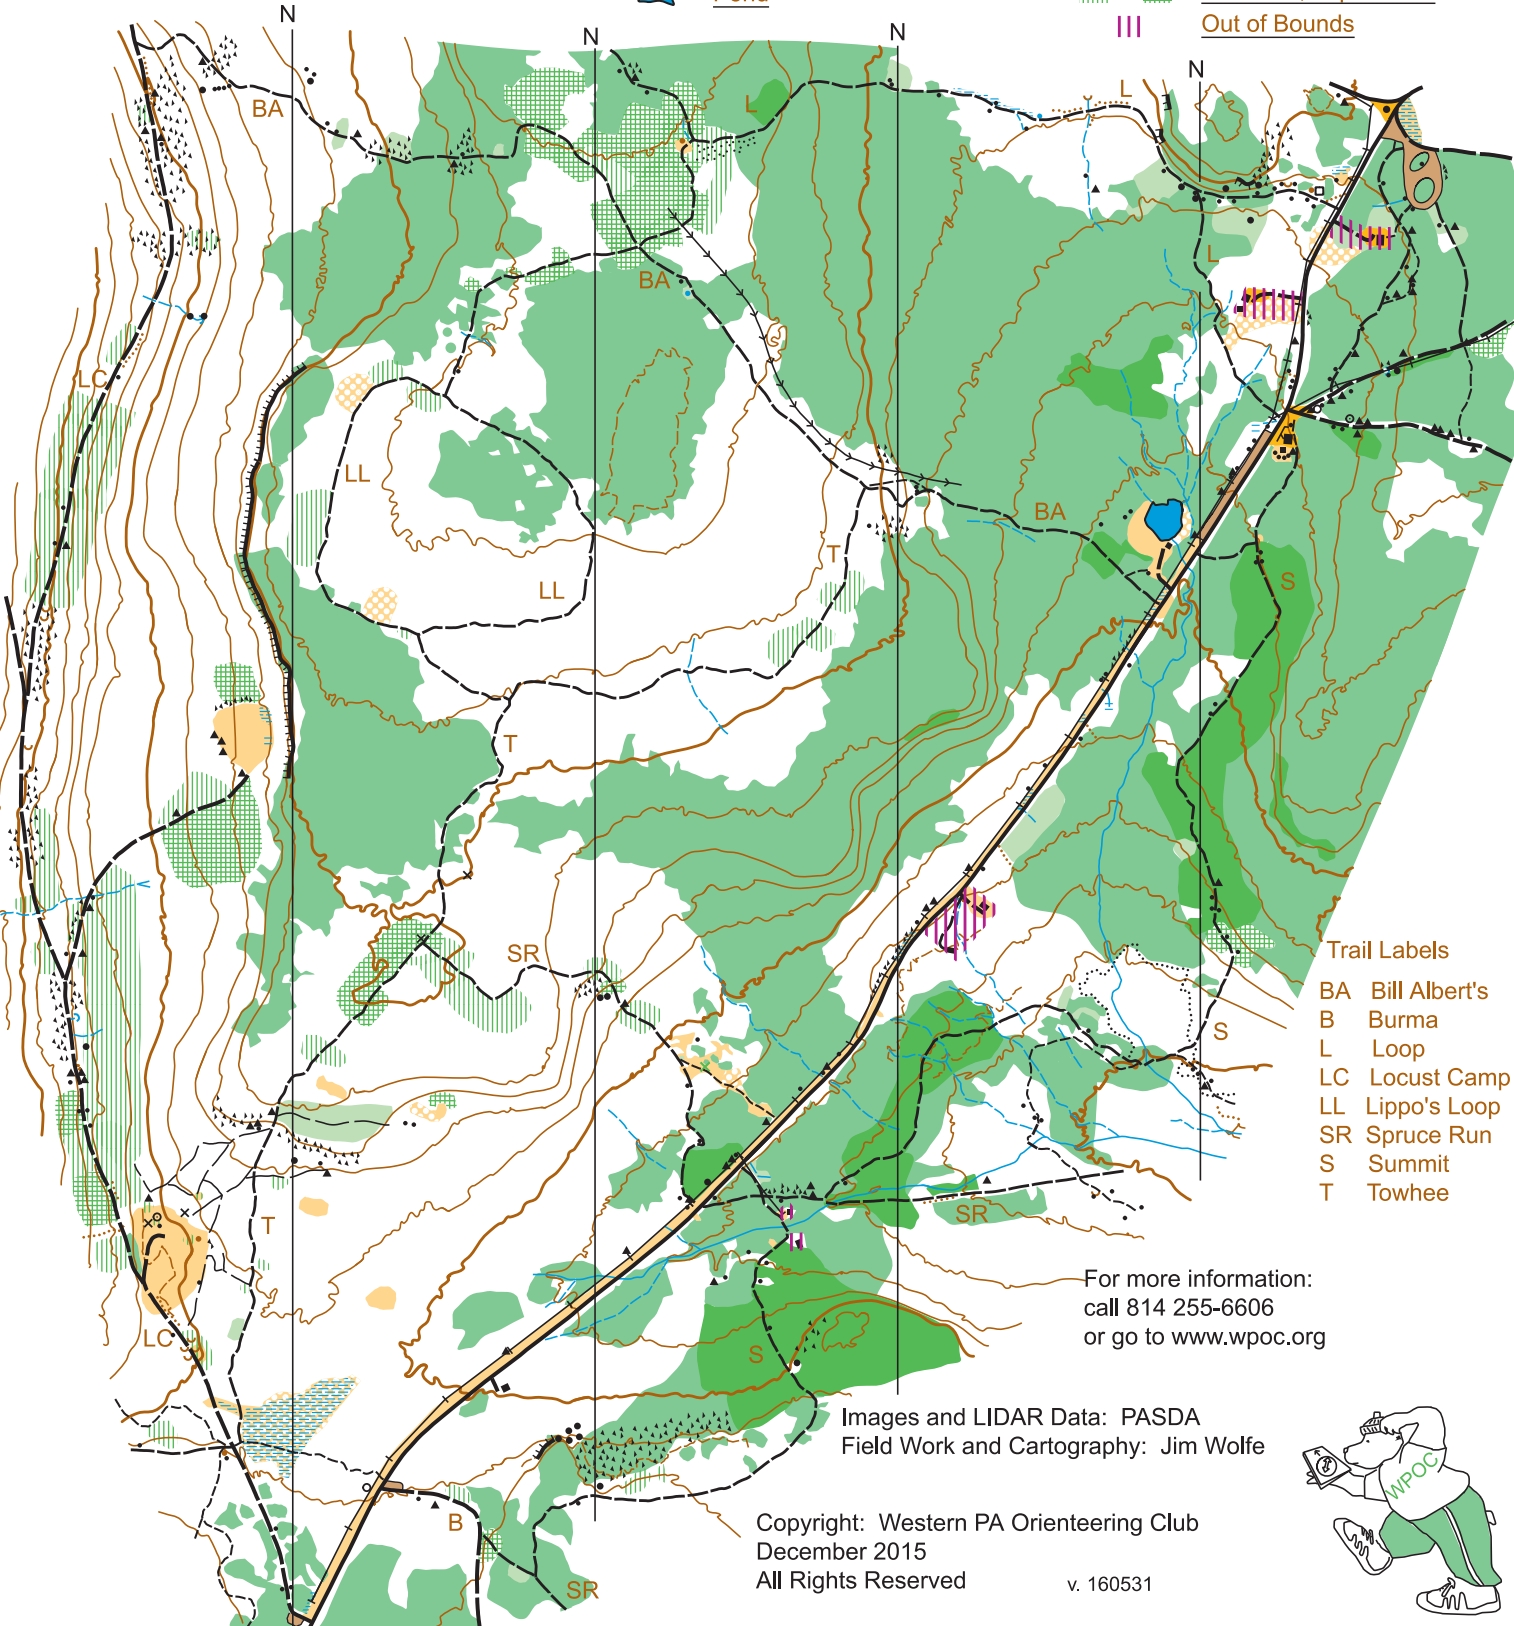 Out of Bounds
N
N
N
N
BA
L
L
L
BA
LC
LL
BA
T
LL
S
T
SR
S
Trail Labels
BA Bill Albert's
B Burma
L Loop
LC Locust Camp
LL Lippo's Loop
SR Spruce Run
S Summit
T Towhee
T
SR
For more information:
call 814 255-6606
or go to www.wpoc.org
LC
S
Images and LIDAR Data: PASDA
Field Work and Cartography: Jim Wolfe
WPOC
B
Copyright: Western PA Orienteering Club
December 2015
All Rights Reserved
v. 160531
SR